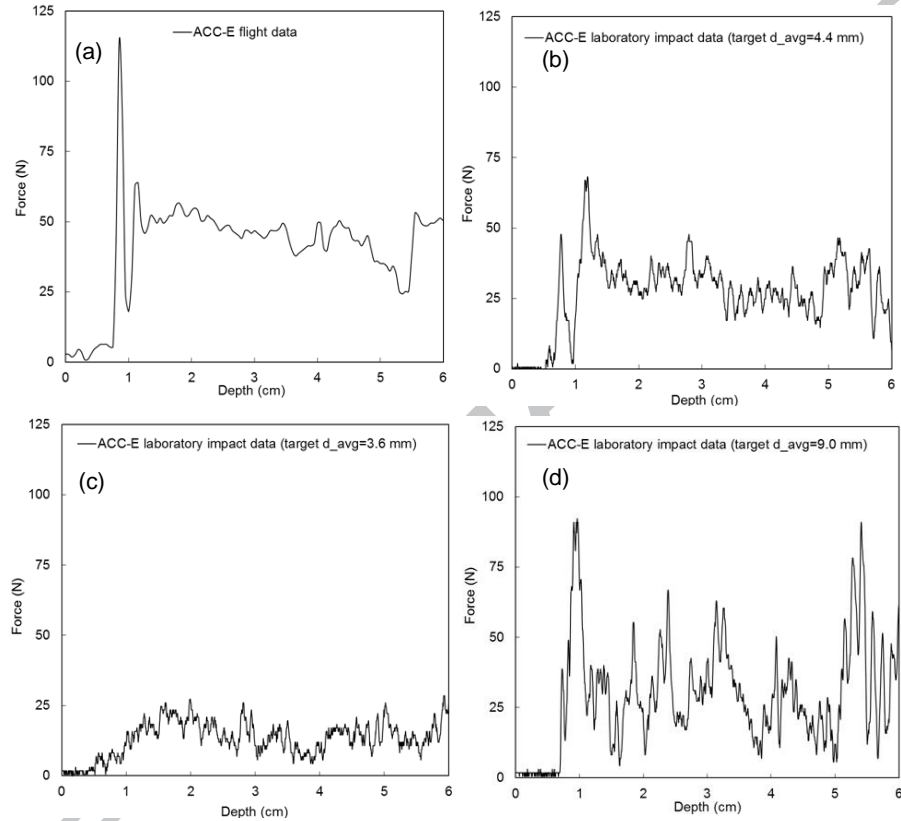 (a)
ACC-E flight data
125
100
75
50
25
0
Force (N)
0 1 2 3 4 5 6
Depth (cm)
(b)
ACC-E laboratory impact data (target d_avg=4.4 mm)
125
100
75
50
25
0
Force (N)
0 1 2 3 4 5 6
Depth (cm)
(c)
ACC-E laboratory impact data (target d_avg=3.6 mm)
125
100
75
50
25
0
Force (N)
0 1 2 3 4 5 6
Depth (cm)
(d)
ACC-E laboratory impact data (target d_avg=9.0 mm)
125
100
75
50
25
0
Force (N)
0 1 2 3 4 5 6
Depth (cm)